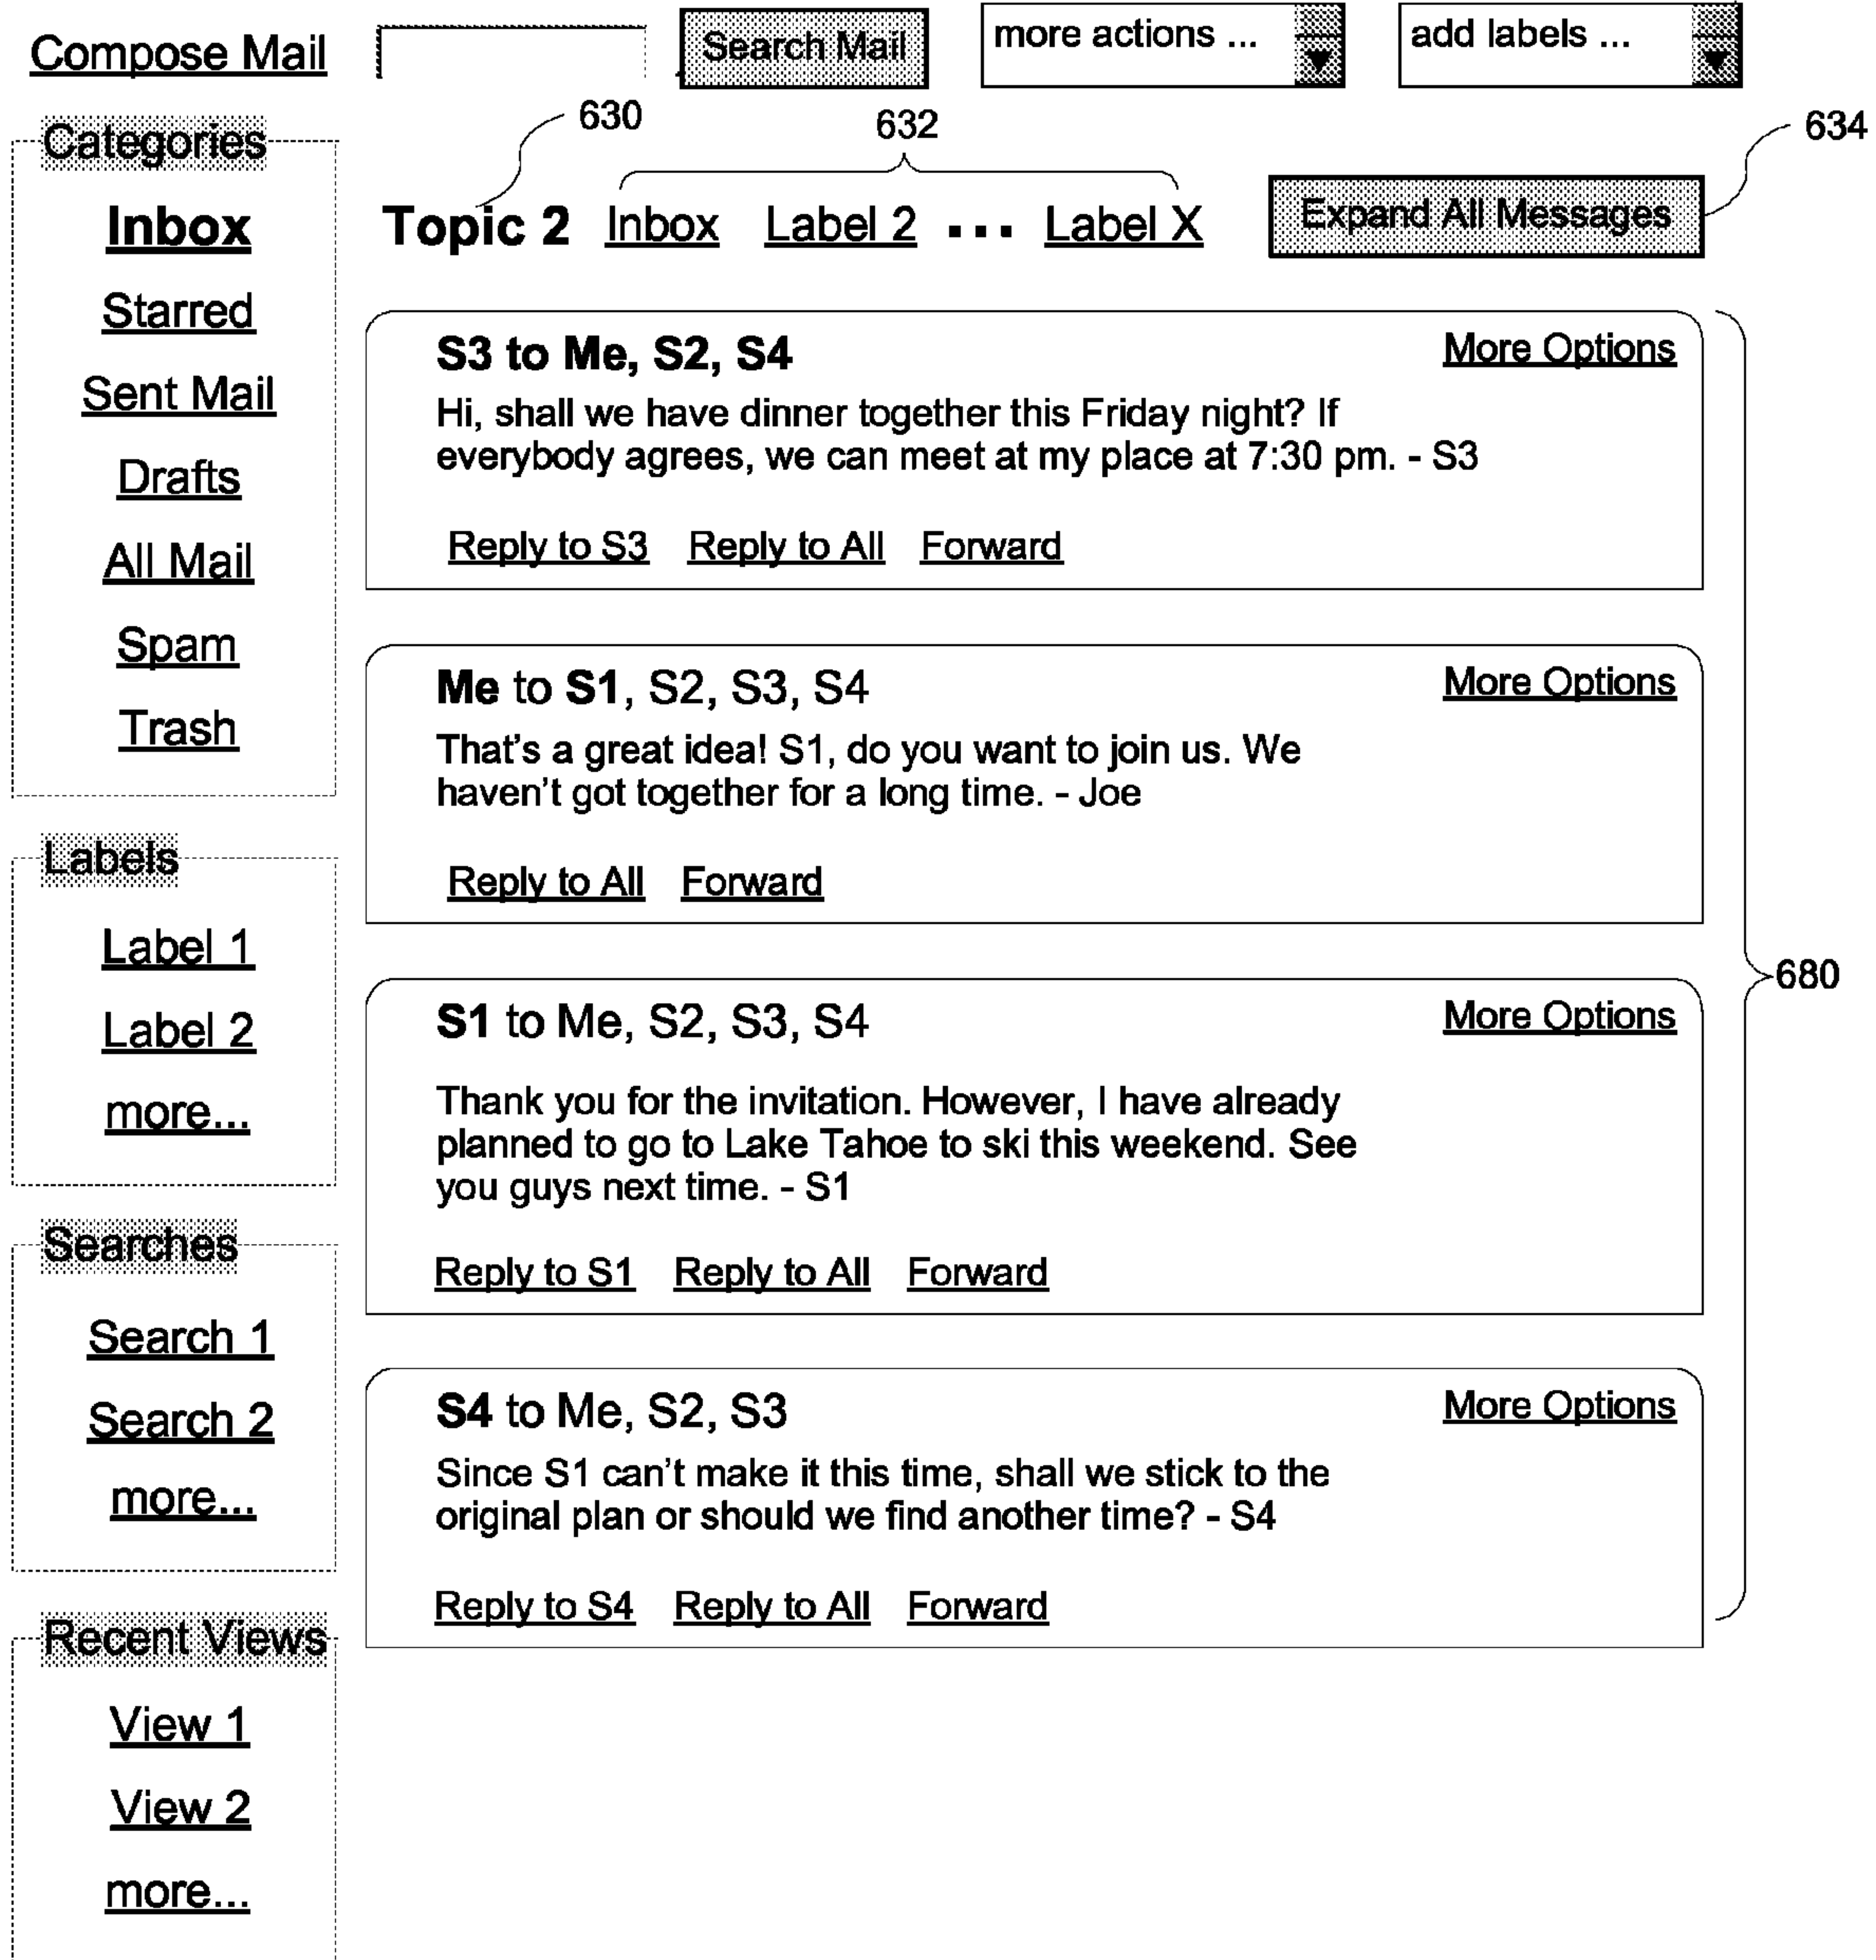 Compose Mail
Search Mail
more actions ...
add labels ...
630
632
634
Topic 2 Inbox Label 2 ... Label X
Expand All Messages
Categories
Inbox
Starred
Sent Mail
Drafts
All Mail
Spam
Trash
Labels
Label 1
Label 2
more...
Searches
Search 1
Search 2
more...
Recent Views
View 1
View 2
more...
S3 to Me, S2, S4
More Options
Hi, shall we have dinner together this Friday night? If
everybody agrees, we can meet at my place at 7:30 pm. - S3
Reply to S3 Reply to All Forward
Me to S1, S2, S3, S4
More Options
That's a great idea! S1, do you want to join us. We
haven't got together for a long time. - Joe
Reply to All Forward
S1 to Me, S2, S3, S4
More Options
Thank you for the invitation. However, I have already
planned to go to Lake Tahoe to ski this weekend. See
you guys next time. - S1
Reply to S1 Reply to All Forward
S4 to Me, S2, S3
More Options
Since S1 can't make it this time, shall we stick to the
original plan or should we find another time? - S4
Reply to S4 Reply to All Forward
680